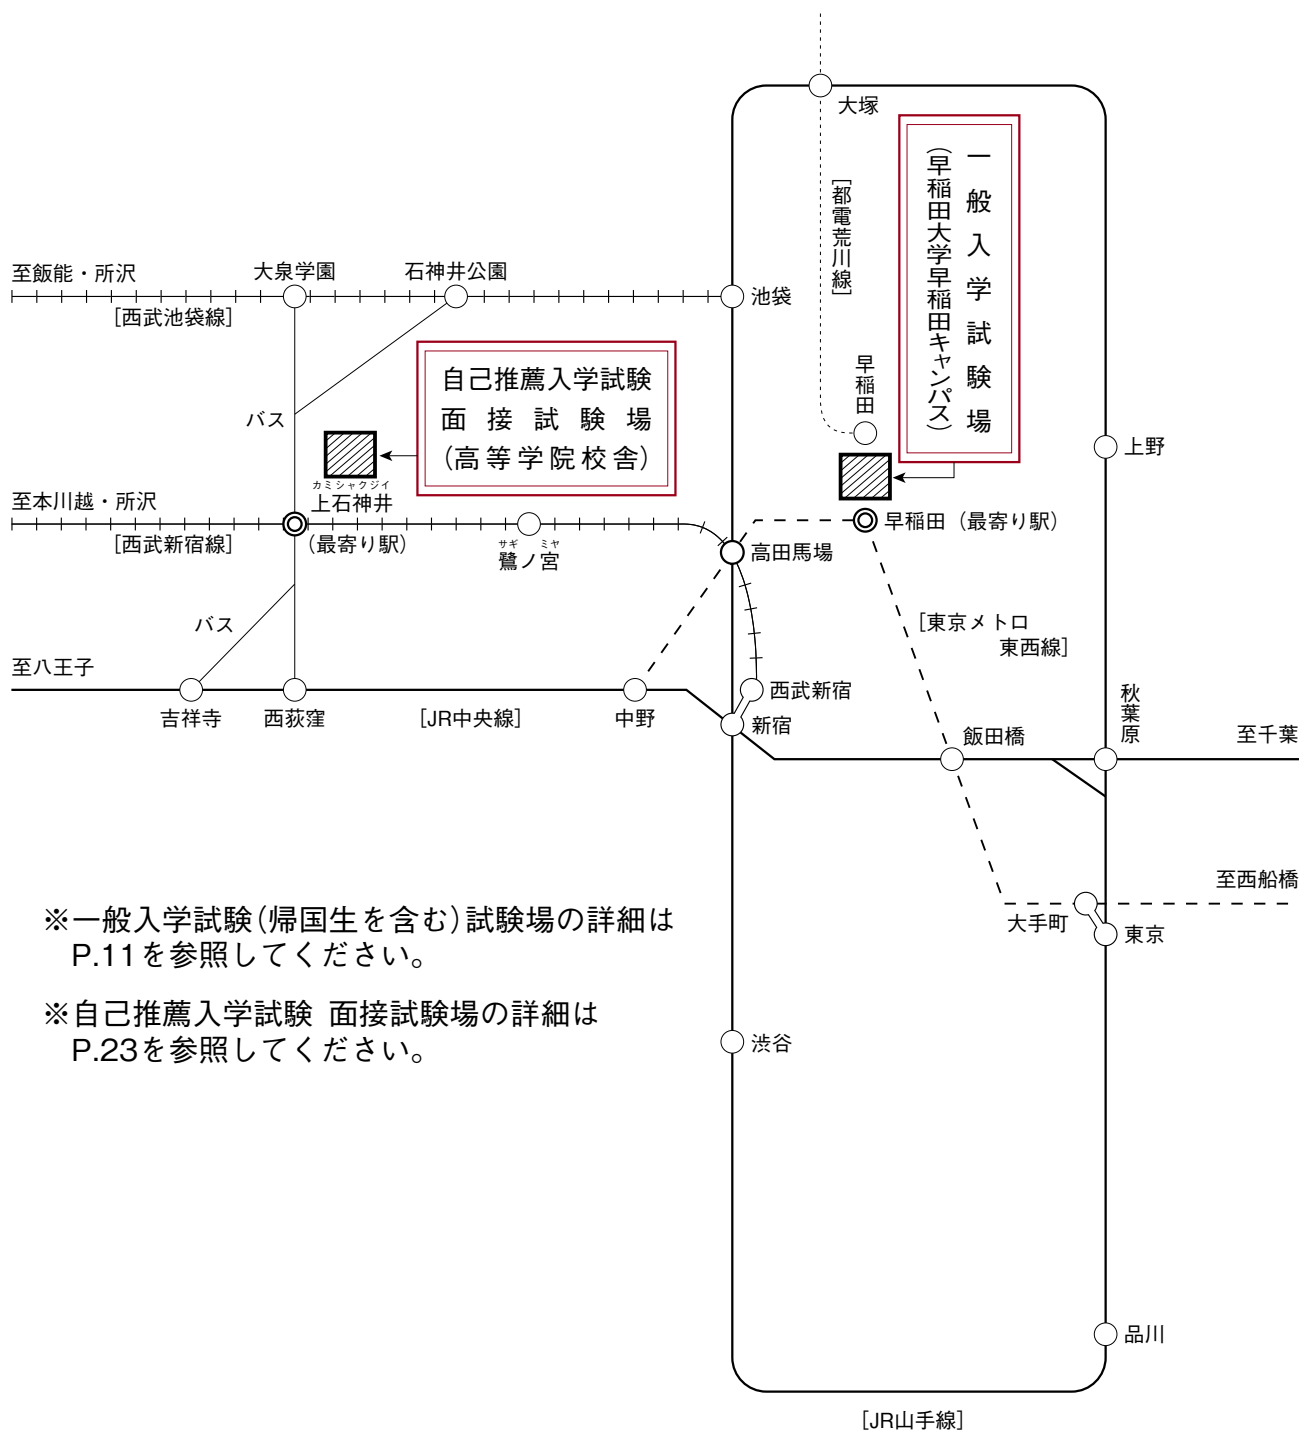 大塚
[都電荒川線]
一般入学試験場
(早稲田大学早稲田キャンパス)
至飯能・所沢
大泉学園
石神井公園
池袋
[西武池袋線]
早稲田
自己推薦入学試験
面接試験場
(高等学院校舎)
バス
上野
カミシャクジイ
上石神井
至本川越・所沢
[西武新宿線]
(最寄り駅)
サギ ミヤ
鷺ノ宮
高田馬場
早稲田(最寄り駅)
バス
[東京メトロ
東西線]
至八王子
吉祥寺
西荻窪
[JR中央線]
中野
西武新宿
新宿
飯田橋
秋葉原
至千葉
至西船橋
大手町
東京
※一般入学試験(帰国生を含む)試験場の詳細は
P.11を参照してください。
※自己推薦入学試験 面接試験場の詳細は
P.23を参照してください。
渋谷
品川
[JR山手線]